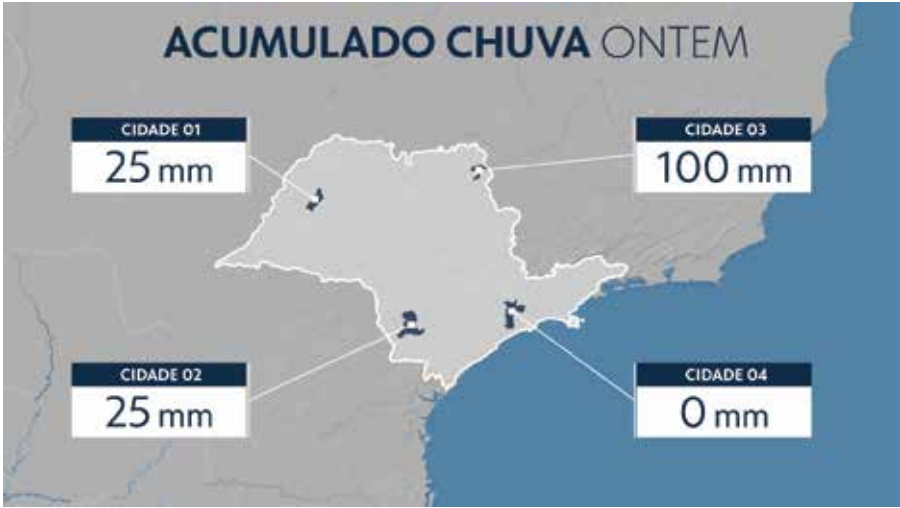 ACUMULADO CHUVA ONTEM
CIDADE 01
25 mm
CIDADE 03
100 mm
CIDADE 02
25 mm
CIDADE 04
0 mm